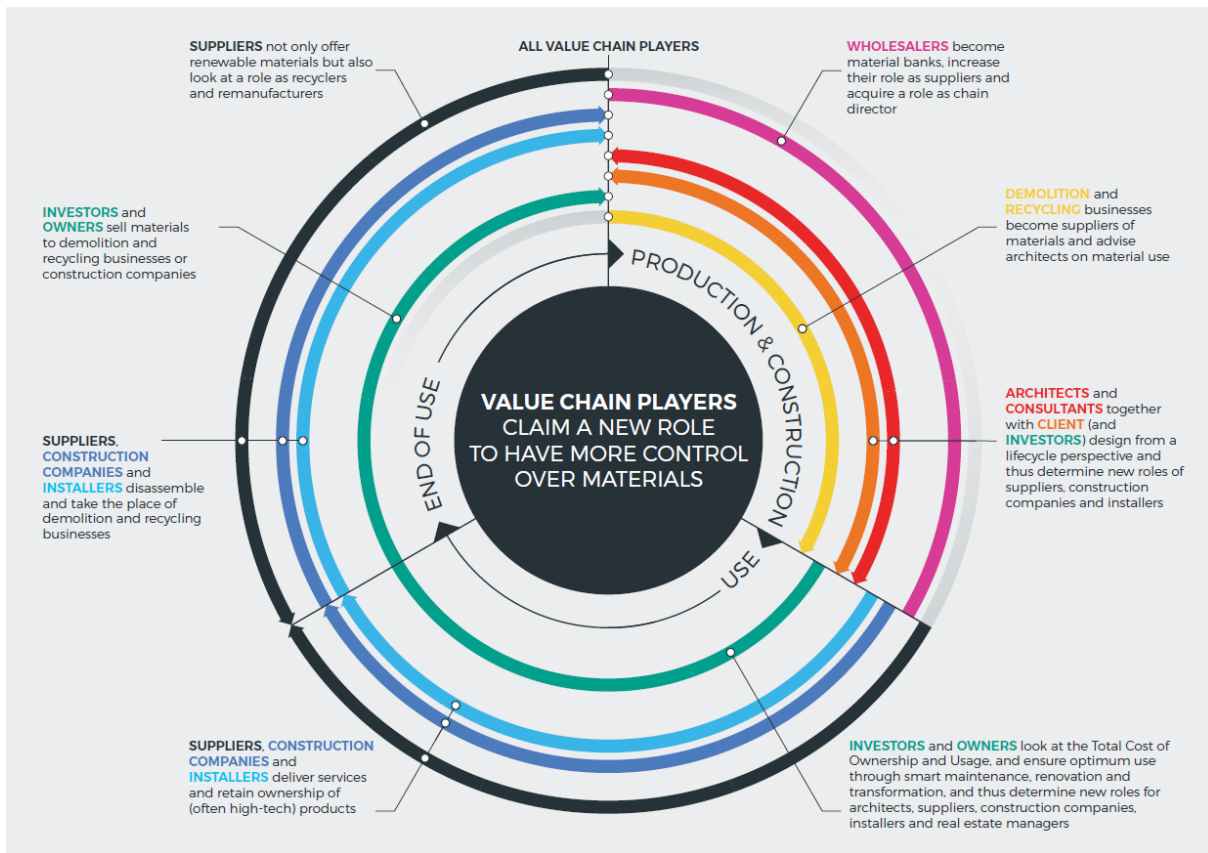 SUPPLIERS not only offer
renewable materials but also
look at a role as recyclers
and remanufacturers
ALL VALUE CHAIN PLAYERS
WHOLESALERS become
material banks, increase
their role as suppliers and
acquire a role as chain
director
DEMOLITION and
RECYCLING businesses
become suppliers of
materials and advise
architects on material use
INVESTORS and
OWNERS sell materials
to demolition and
recycling businesses or
construction companies
PRODUCTION & CONSTRUCTION
END OF USE
USE
VALUE CHAIN PLAYERS
CLAIM A NEW ROLE
TO HAVE MORE CONTROL
OVER MATERIALS
ARCHITECTS and
CONSULTANTS together
with CLIENT (and
INVESTORS) design from a
lifecycle perspective and
thus determine new roles of
suppliers, construction
companies and installers
SUPPLIERS,
CONSTRUCTION
COMPANIES and
INSTALLERS disassemble
and take the place of
demolition and recycling
businesses
SUPPLIERS, CONSTRUCTION
COMPANIES and
INSTALLERS deliver services
and retain ownership of
(often high-tech) products
INVESTORS and OWNERS look at the Total Cost of
Ownership and Usage, and ensure optimum use
through smart maintenance, renovation and
transformation, and thus determine new roles for
architects, suppliers, construction companies,
installers and real estate managers